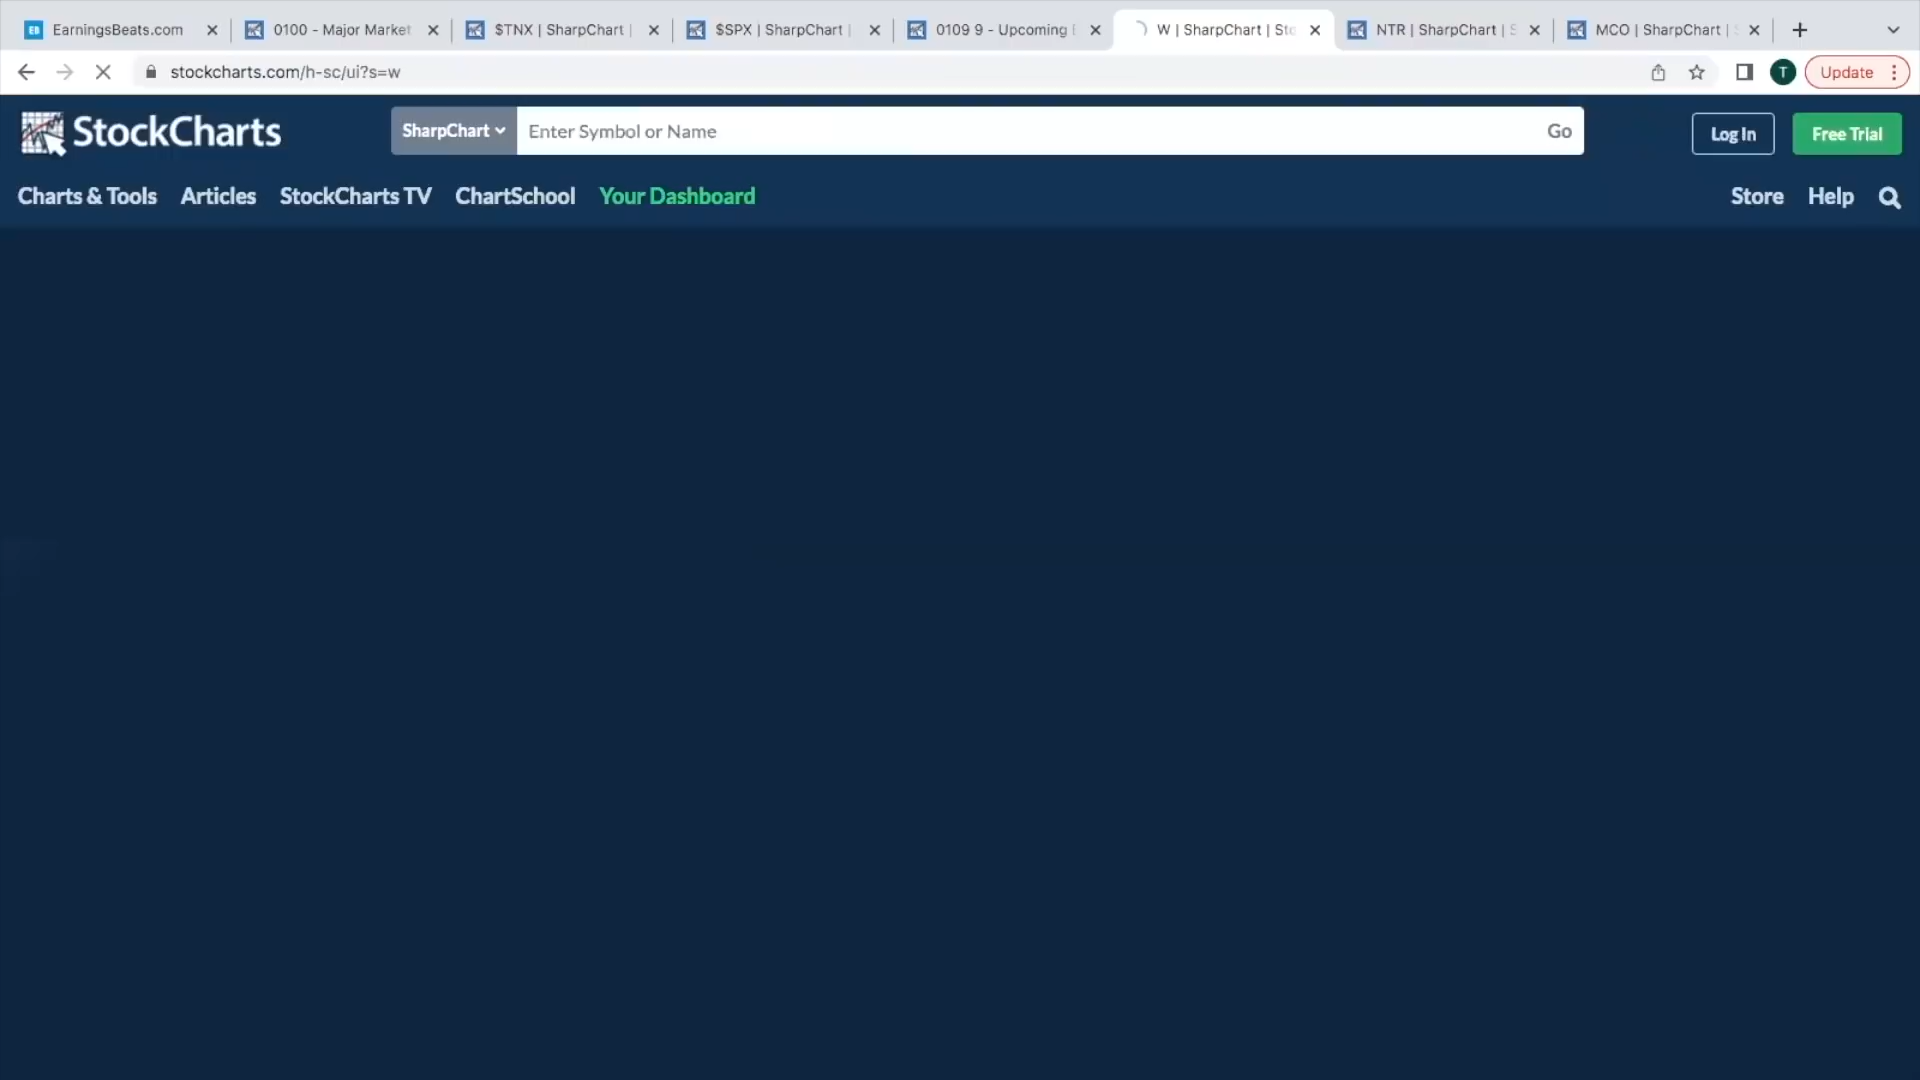 EB EarningsBeats.com
0100 - Major Market
$TNX | SharpChart |
$SPX | SharpChart |
0109 9 - Upcoming
W | SharpChart | Sto
NTR | SharpChart | S
MCO | SharpChart |
stockcharts.com/h-sc/ui?s=w
T
Update
StockCharts
SharpChart
Enter Symbol or Name
Go
Log In
Free Trial
Charts & Tools
Articles
StockCharts TV
ChartSchool
Your Dashboard
Store
Help